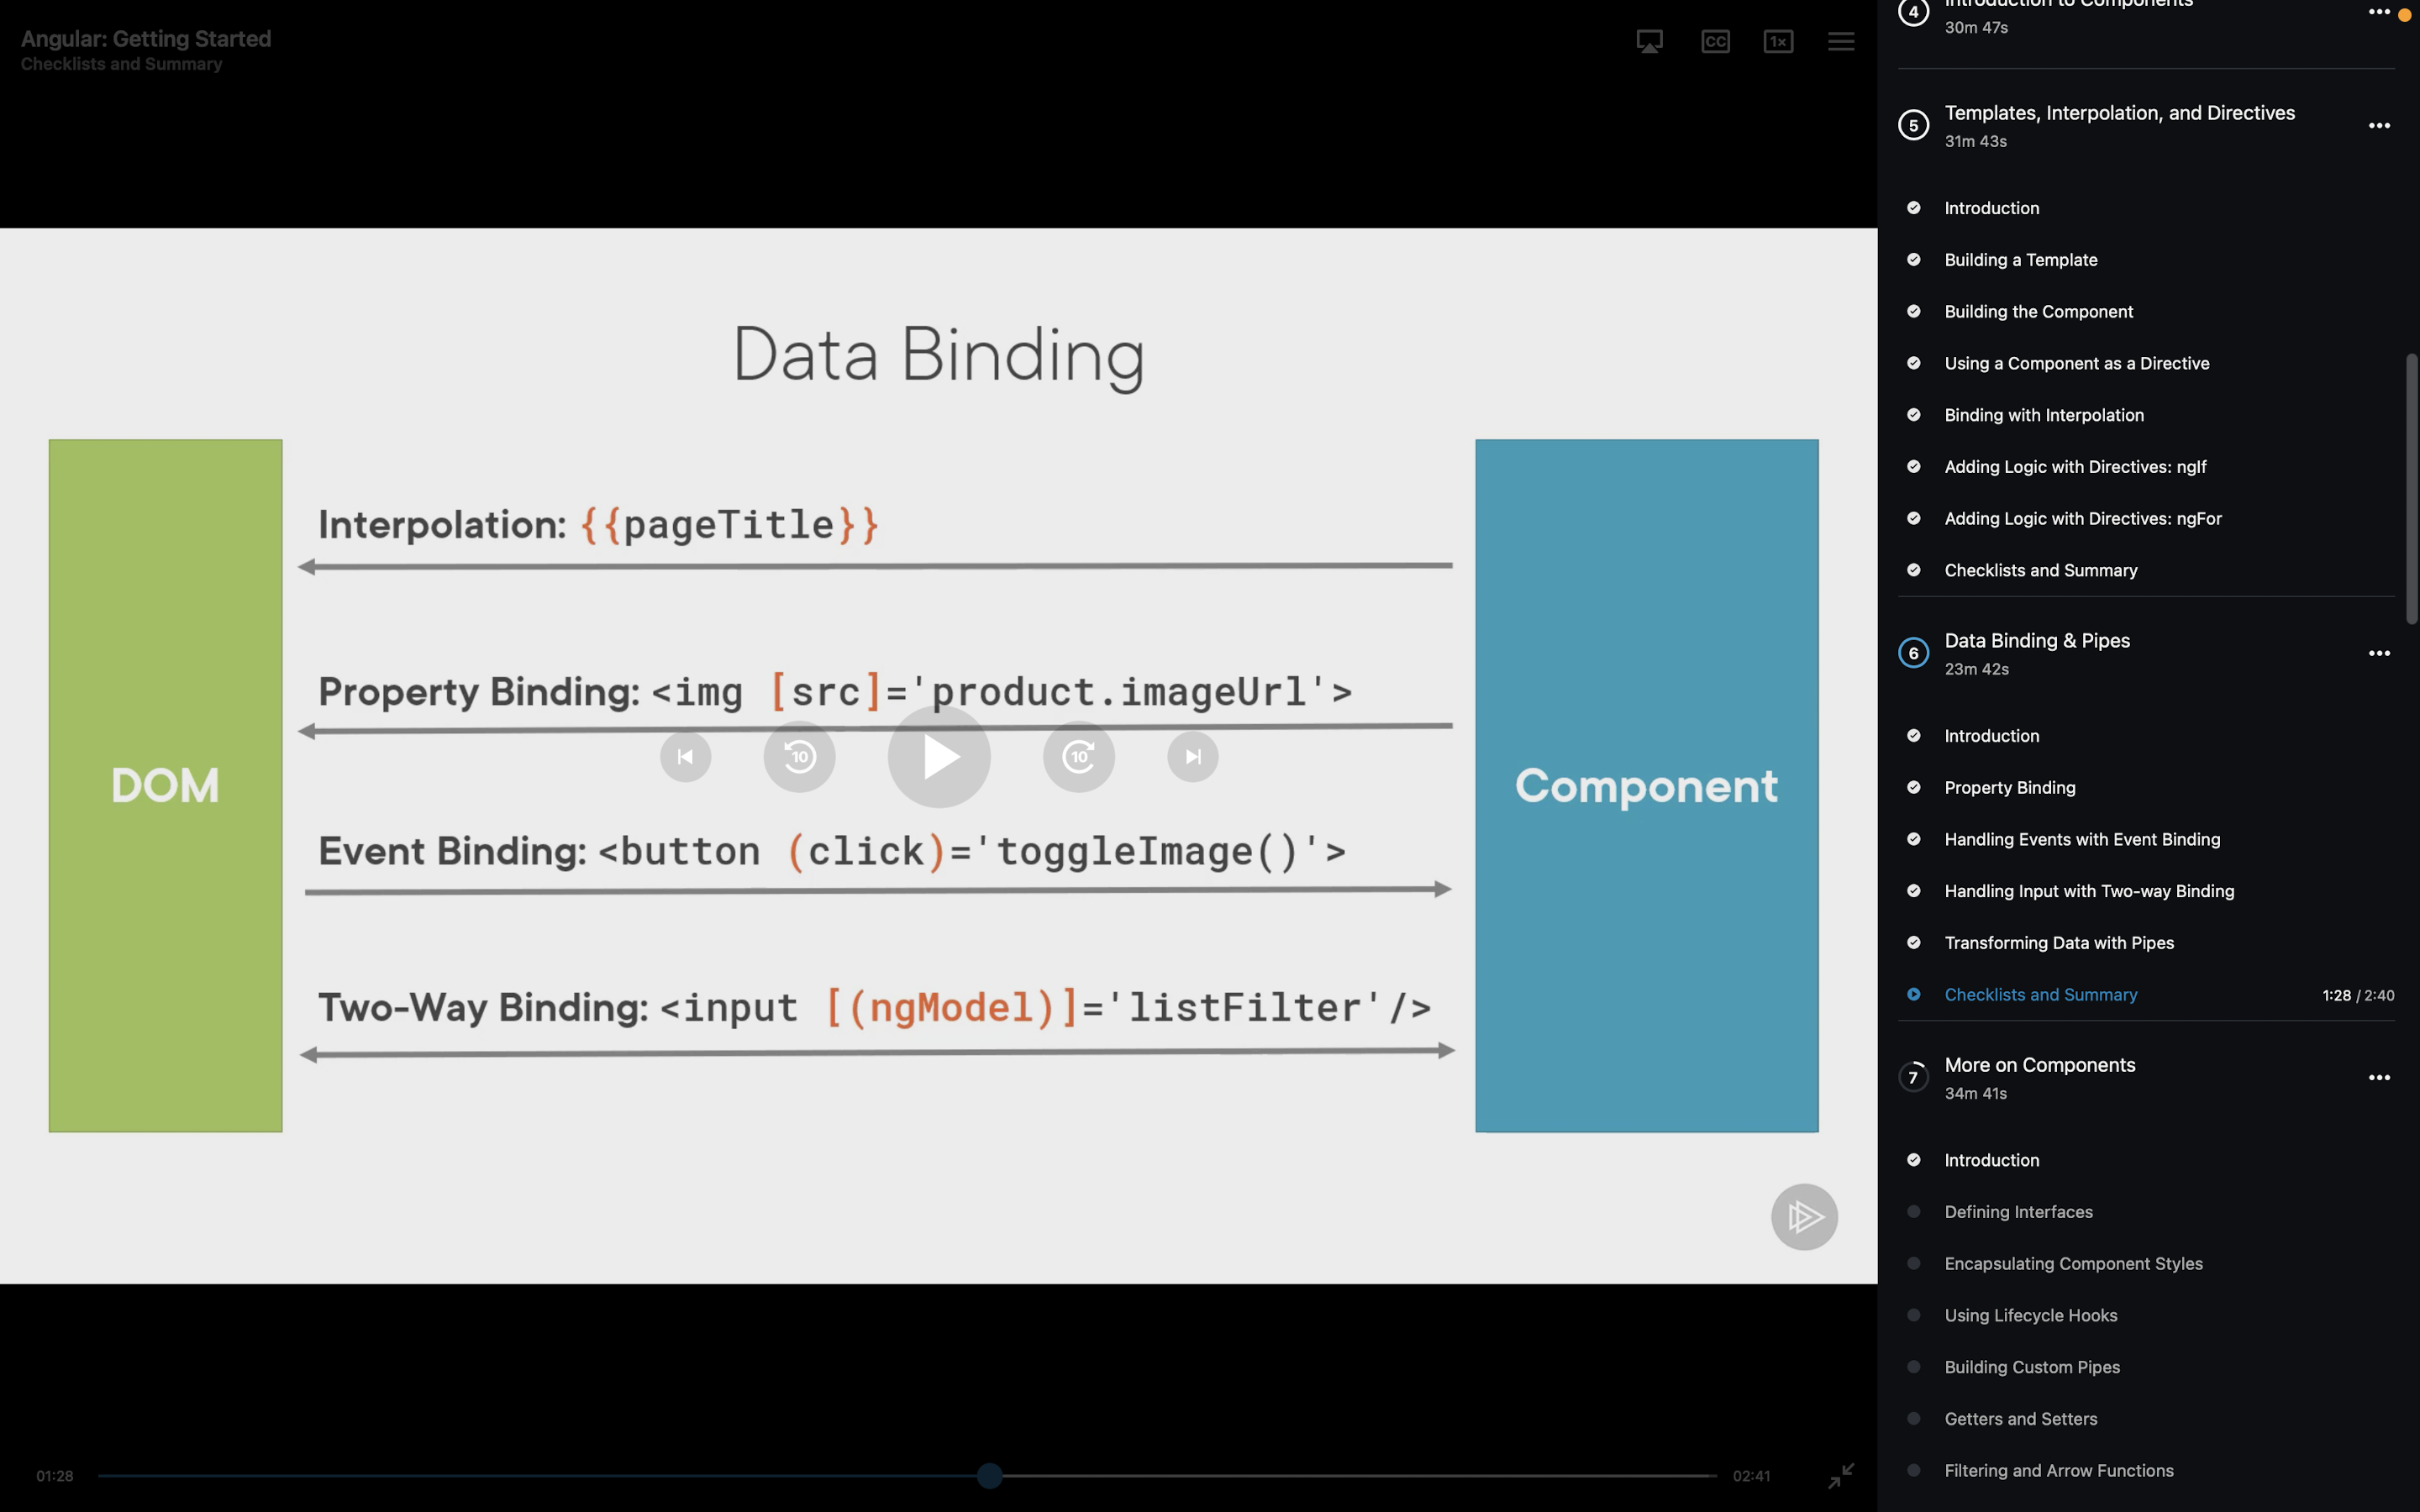 Angular: Getting Started
Checklists and Summary
CC
1×
Data Binding
DOM
Interpolation: {{pageTitle}}
Property Binding: <img [src]='product.imageUrl'>
10
10
Event Binding: <button (click)='toggleImage()'>
Two-Way Binding: <input [(ngModel)]='listFilter'/>
Component
01:28
02:41
4
Introduction to Components
30m 47s
5
Templates, Interpolation, and Directives
31m 43s
Introduction
Building a Template
Building the Component
Using a Component as a Directive
Binding with Interpolation
Adding Logic with Directives: ngIf
Adding Logic with Directives: ngFor
Checklists and Summary
6
Data Binding & Pipes
23m 42s
Introduction
Property Binding
Handling Events with Event Binding
Handling Input with Two-way Binding
Transforming Data with Pipes
Checklists and Summary 1:28 / 2:40
7
More on Components
34m 41s
Introduction
Defining Interfaces
Encapsulating Component Styles
Using Lifecycle Hooks
Building Custom Pipes
Getters and Setters
Filtering and Arrow Functions